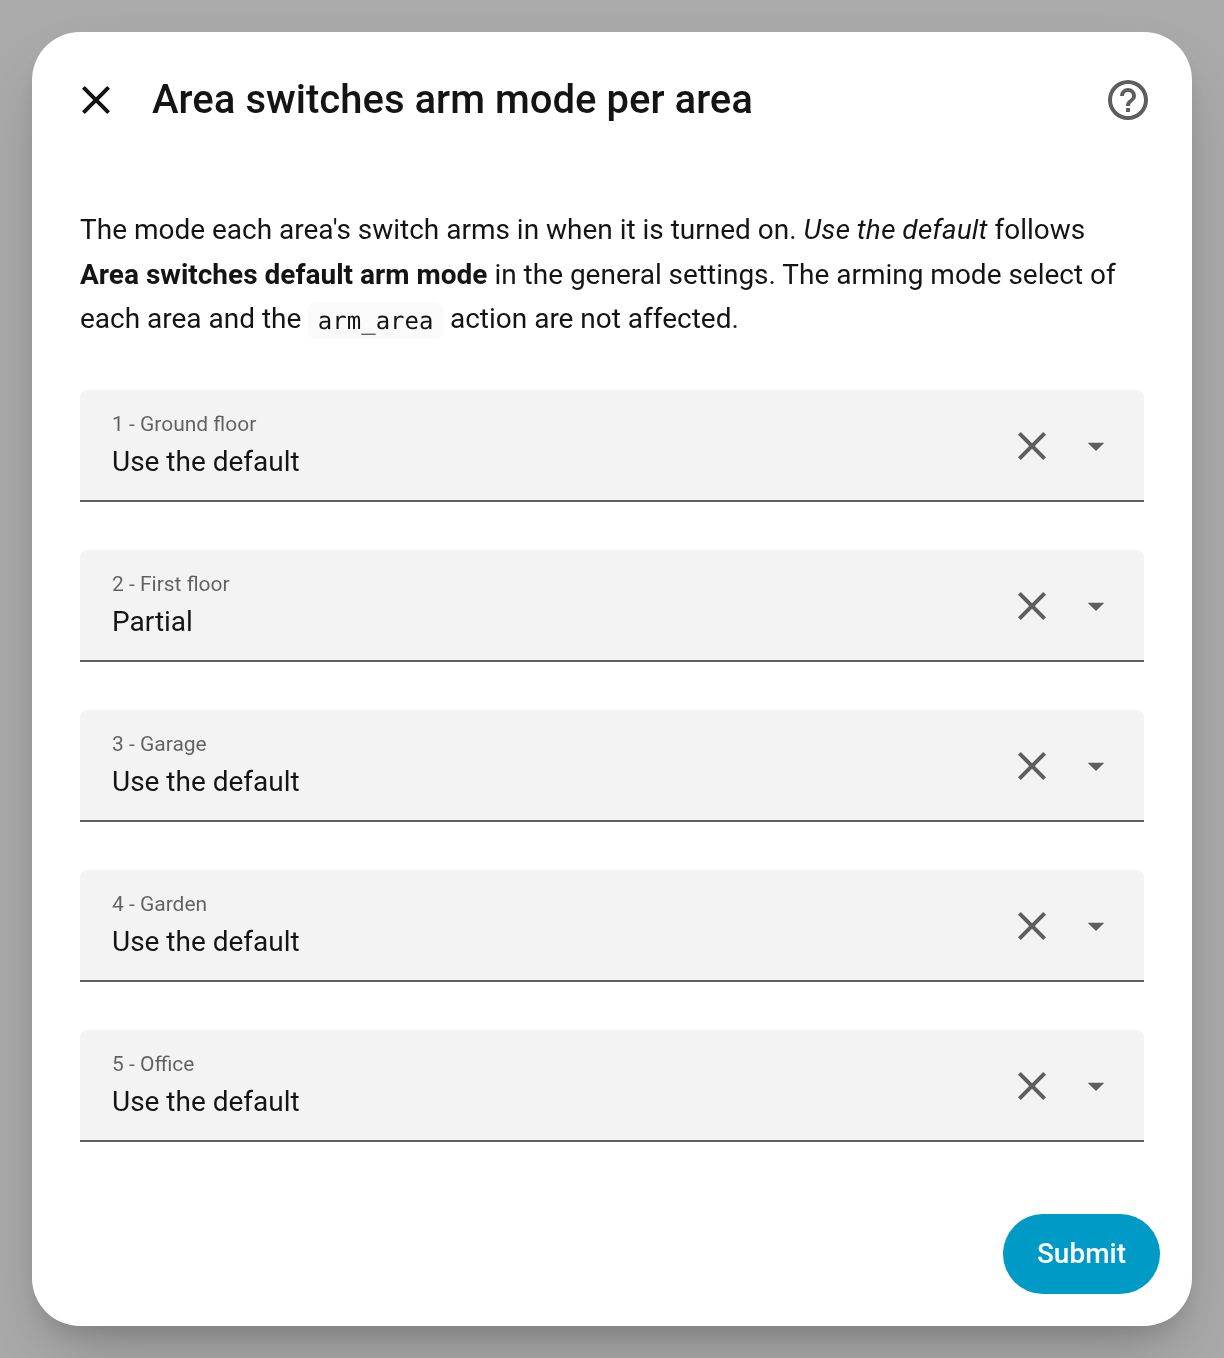 Area switches arm mode per area
The mode each area's switch arms in when it is turned on. Use the default follows
Area switches default arm mode in the general settings. The arming mode select of
each area and the arm_area action are not affected.
1 - Ground floor
Use the default
2 - First floor
Partial
3 - Garage
Use the default
4 - Garden
Use the default
5 - Office
Use the default
Submit